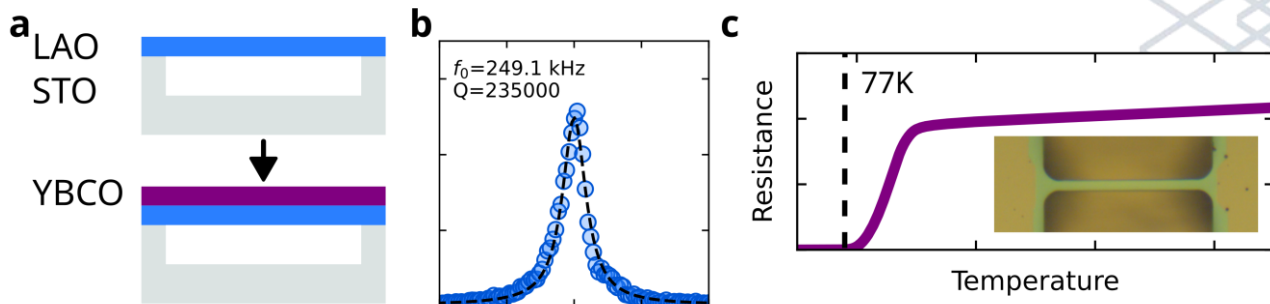 a
LAO
STO
YBCO
b
f₀=249.1 kHz
Q=235000
c
77K
Resistance
Temperature